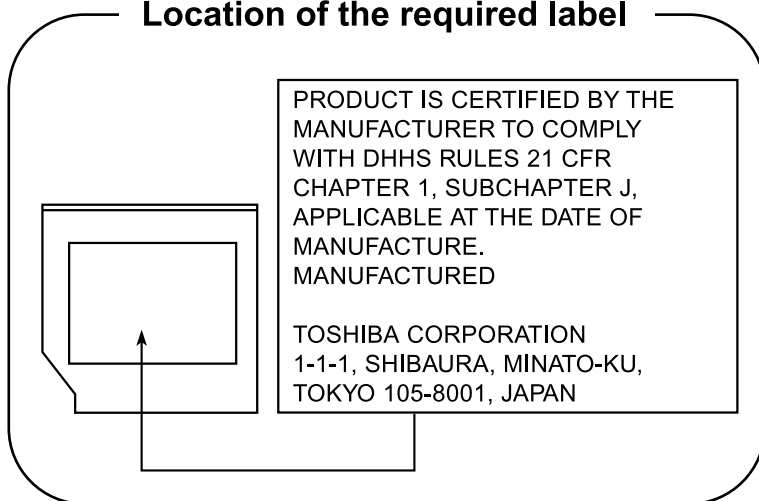 Location of the required label
PRODUCT IS CERTIFIED BY THE
MANUFACTURER TO COMPLY
WITH DHHS RULES 21 CFR
CHAPTER 1, SUBCHAPTER J,
APPLICABLE AT THE DATE OF
MANUFACTURE.
MANUFACTURED
TOSHIBA CORPORATION
1-1-1, SHIBAURA, MINATO-KU,
TOKYO 105-8001, JAPAN